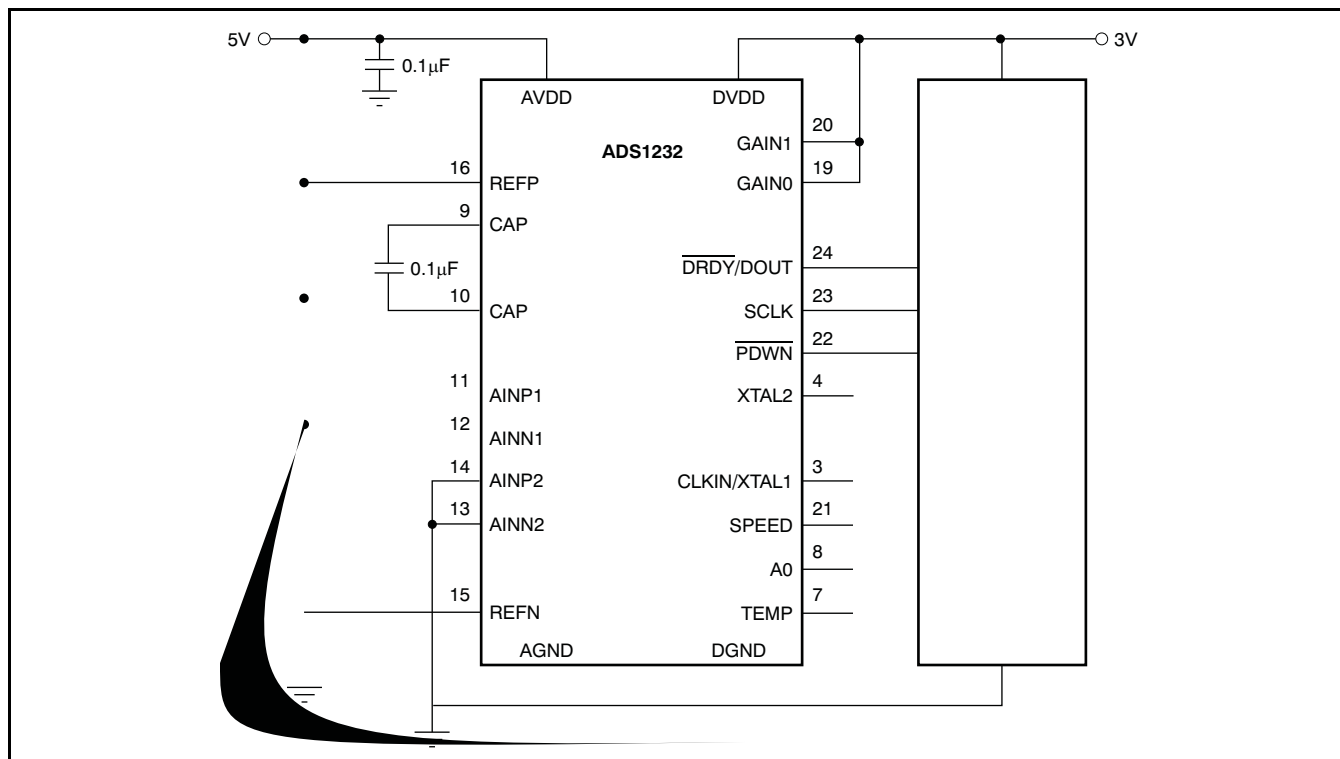 5V
3V
0.1μF
AVDD
DVDD
ADS1232
20
GAIN1
19
GAIN0
16
REFP
9
CAP
0.1μF
10
CAP
24
DRDY/DOUT
23
SCLK
22
PDWN
11
AINP1
4
XTAL2
12
AINN1
14
AINP2
3
CLKIN/XTAL1
13
AINN2
21
SPEED
8
A0
15
REFN
7
TEMP
AGND
DGND